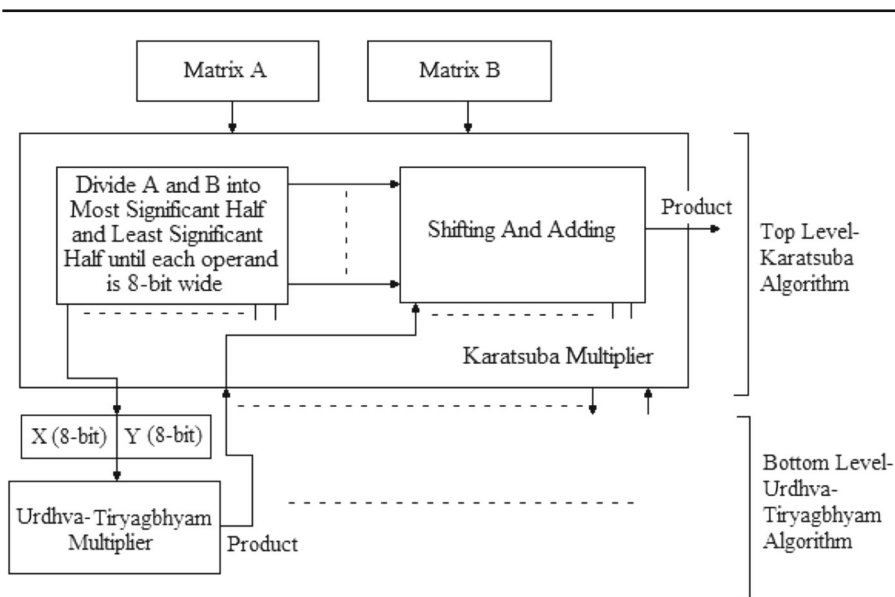 Matrix A
Matrix B
Divide A and B into
Most Significant Half
and Least Significant
Half until each operand
is 8-bit wide
Shifting And Adding
Product
Top Level-
Karatsuba
Algorithm
Karatsuba Multiplier
X (8-bit)
Y (8-bit)
Urdhva-Tiryagbhyam
Multiplier
Product
Bottom Level-
Urdhva-
Tiryagbhyam
Algorithm